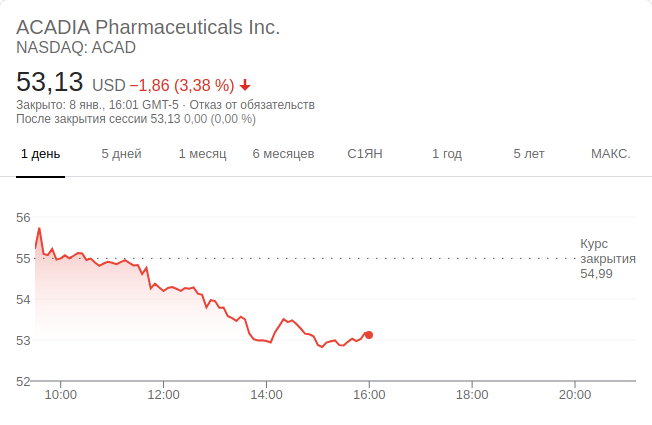 ACADIA Pharmaceuticals Inc.
NASDAQ: ACAD
53,13 USD −1,86 (3,38 %)
Закрыто: 8 янв., 16:01 GMT-5 · Отказ от обязательств
После закрытия сессии 53,13 0,00 (0,00 %)
1 день 5 дней 1 месяц 6 месяцев С1ЯН 1 год 5 лет МАКС.
56
55
54
53
52
Курс
закрытия
54,99
10:00 12:00 14:00 16:00 18:00 20:00